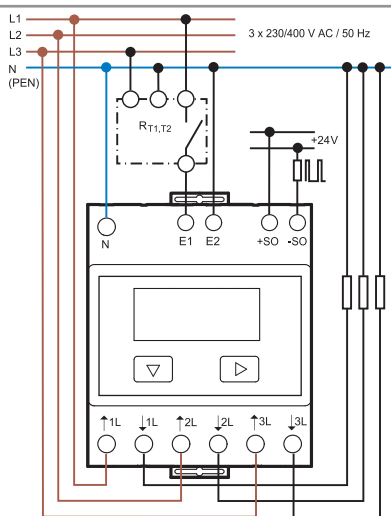 L1
L2
3 x 230/400 V AC / 50 Hz
L3
N
(PEN)
RT1,T2
+24V
N
E1
E2
+SO
-SO
↑1L
↓1L
↑2L
↓2L
↑3L
↓3L